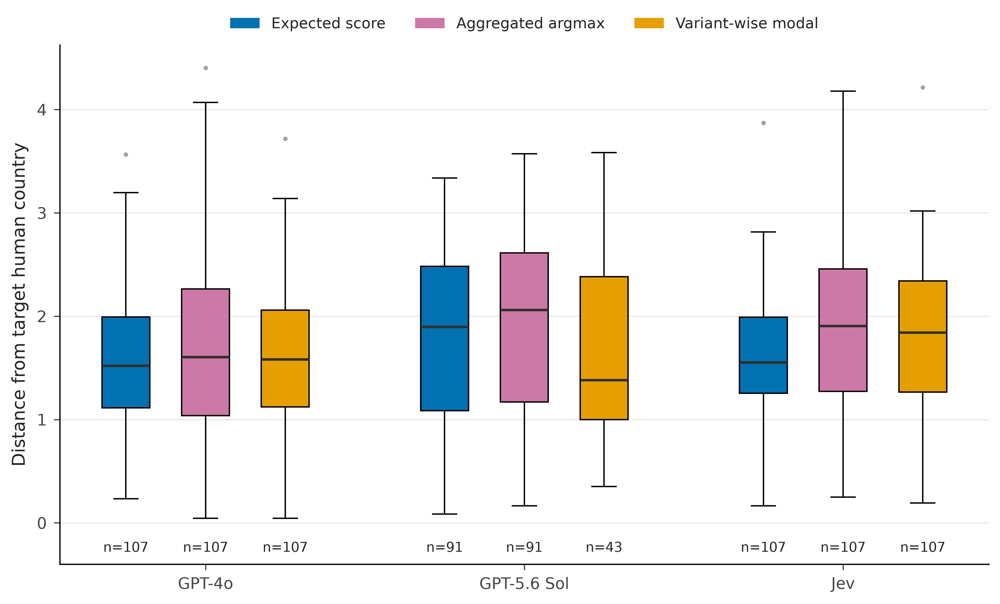 Expected score Aggregated argmax Variant-wise modal
Distance from target human country
4
3
2
1
0
n=107 n=107 n=107 n=91 n=91 n=43 n=107 n=107 n=107
GPT-4o GPT-5.6 Sol Jev